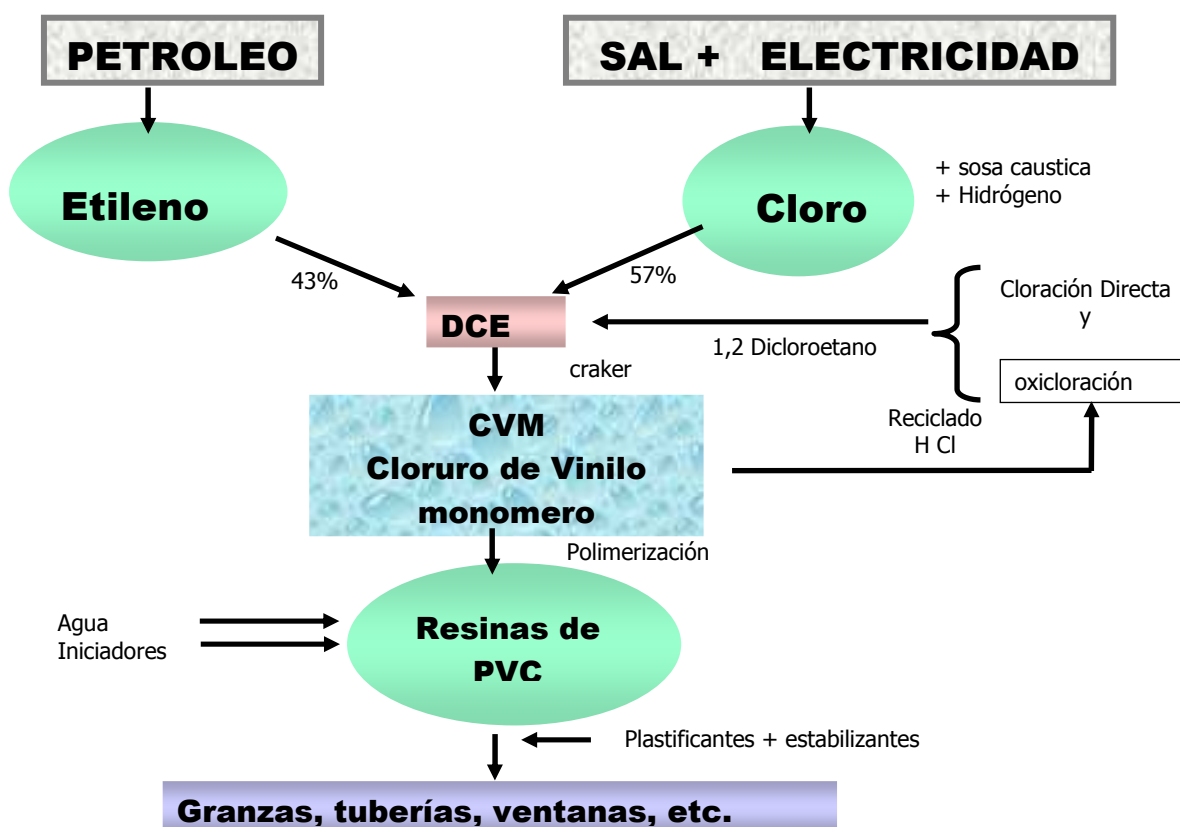 PETROLEO
SAL + ELECTRICIDAD
Etileno
Cloro
+ sosa caustica
+ Hidrógeno
43%
57%
DCE
1,2 Dicloroetano
Cloración Directa
y
oxicloración
craker
Reciclado
H Cl
CVM
Cloruro de Vinilo
monomero
Polimerización
Agua
Iniciadores
Resinas de
PVC
Plastificantes + estabilizantes
Granzas, tuberías, ventanas, etc.